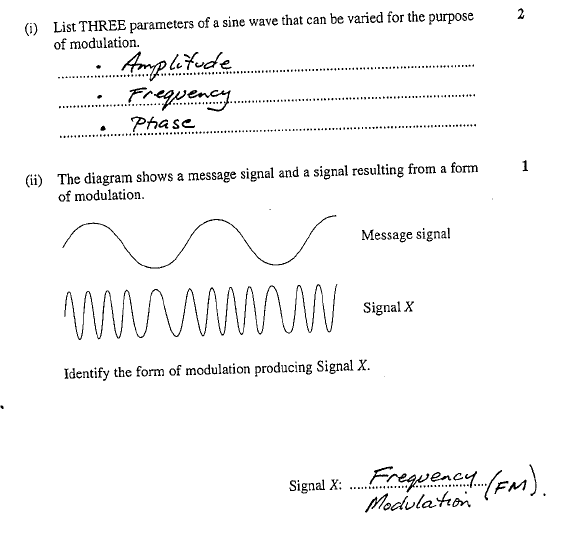 (i) List THREE parameters of a sine wave that can be varied for the purpose 2
of modulation.
• Amplitude
• Frequency
• Phase
(ii) The diagram shows a message signal and a signal resulting from a form 1
of modulation.
Message signal
Signal X
Identify the form of modulation producing Signal X.
Signal X: Frequency (FM).
Modulation